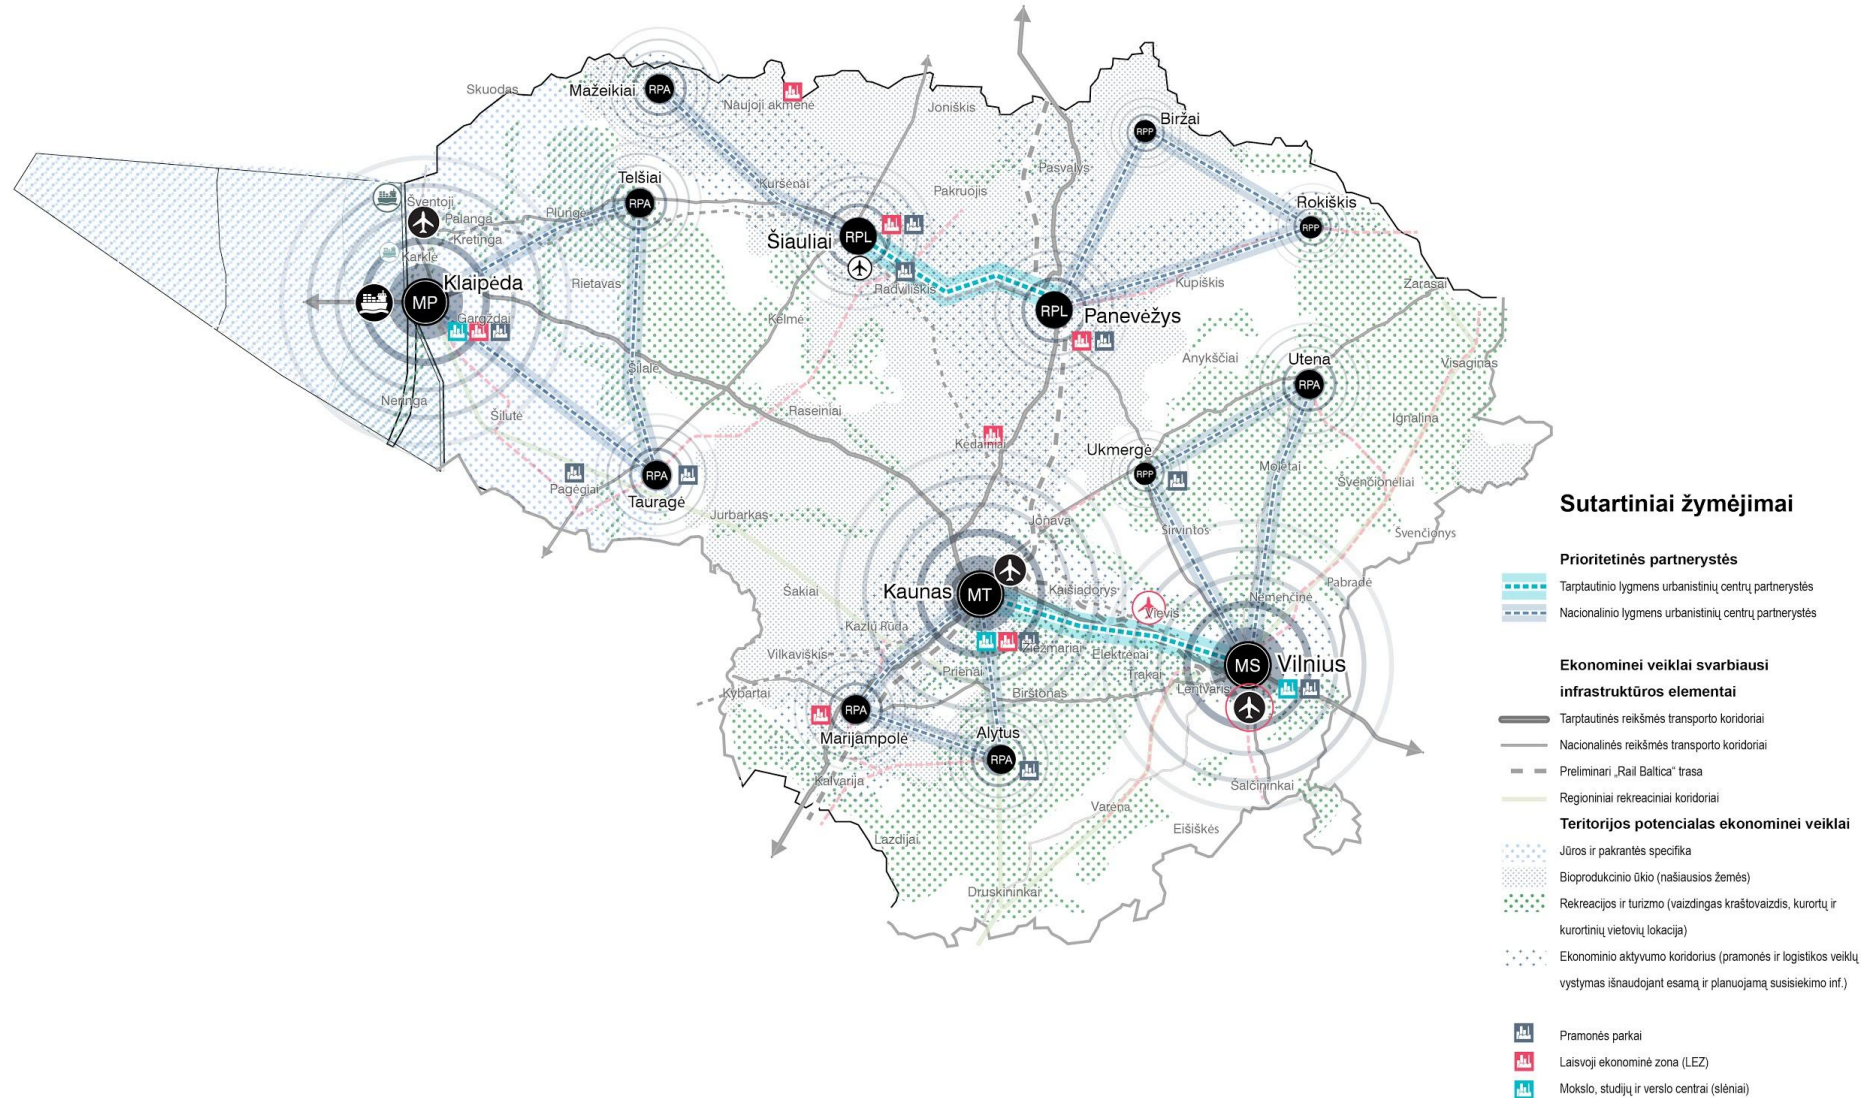 Skuodas
Mažeikiai
RPA
Naujoji akmenė
Joniškis
Biržai
RPP
Telšiai
RPA
Kuršėnai
Pakruojis
Pasvalys
Rokiškis
RPP
Šventoji
Palanga
Plungė
Kretinga
Karklė
Šiauliai
RPL
Radviliškis
Kupiškis
Zarasai
Klaipėda
MP
Gargždai
Rietavas
Kelmė
RPL
Panevėžys
Anykščiai
Utena
RPA
Visaginas
Neringa
Šilutė
Šilalė
Raseiniai
Kėdainiai
Ukmergė
RPP
Ignalina
Molėtai
Švenčionėliai
Pagėgiai
RPA
Tauragė
Jurbarkas
Jonava
Širvintos
Švenčionys
Šakiai
Kaunas
MT
Kaišiadorys
Vievis
Nemenčinė
Pabradė
Kazlų Rūda
Vilkaviškis
Žiežmariai
Elektrėnai
MS
Vilnius
Kybartai
Prienai
Birštonas
Trakai
Lentvaris
RPA
Marijampolė
Alytus
RPA
Kalvarija
Šalčininkai
Varėna
Eišiškės
Lazdijai
Druskininkai
Sutartiniai žymėjimai
Prioritetinės partnerystės
Tarptautinio lygmens urbanistinių centrų partnerystės
Nacionalinio lygmens urbanistinių centrų partnerystės
Ekonominei veiklai svarbiausi
infrastruktūros elementai
Tarptautinės reikšmės transporto koridoriai
Nacionalinės reikšmės transporto koridoriai
Preliminari „Rail Baltica“ trasa
Regioniniai rekreaciniai koridoriai
Teritorijos potencialas ekonominei veiklai
Jūros ir pakrantės specifika
Bioprodukcinio ūkio (našiausios žemės)
Rekreacijos ir turizmo (vaizdingas kraštovaizdis, kurortų ir
kurortinių vietovių lokacija)
Ekonominio aktyvumo koridorius (pramonės ir logistikos veiklų
vystymas išnaudojant esamą ir planuojamą susisiekimo inf.)
Pramonės parkai
Laisvoji ekonominė zona (LEZ)
Mokslo, studijų ir verslo centrai (slėniai)